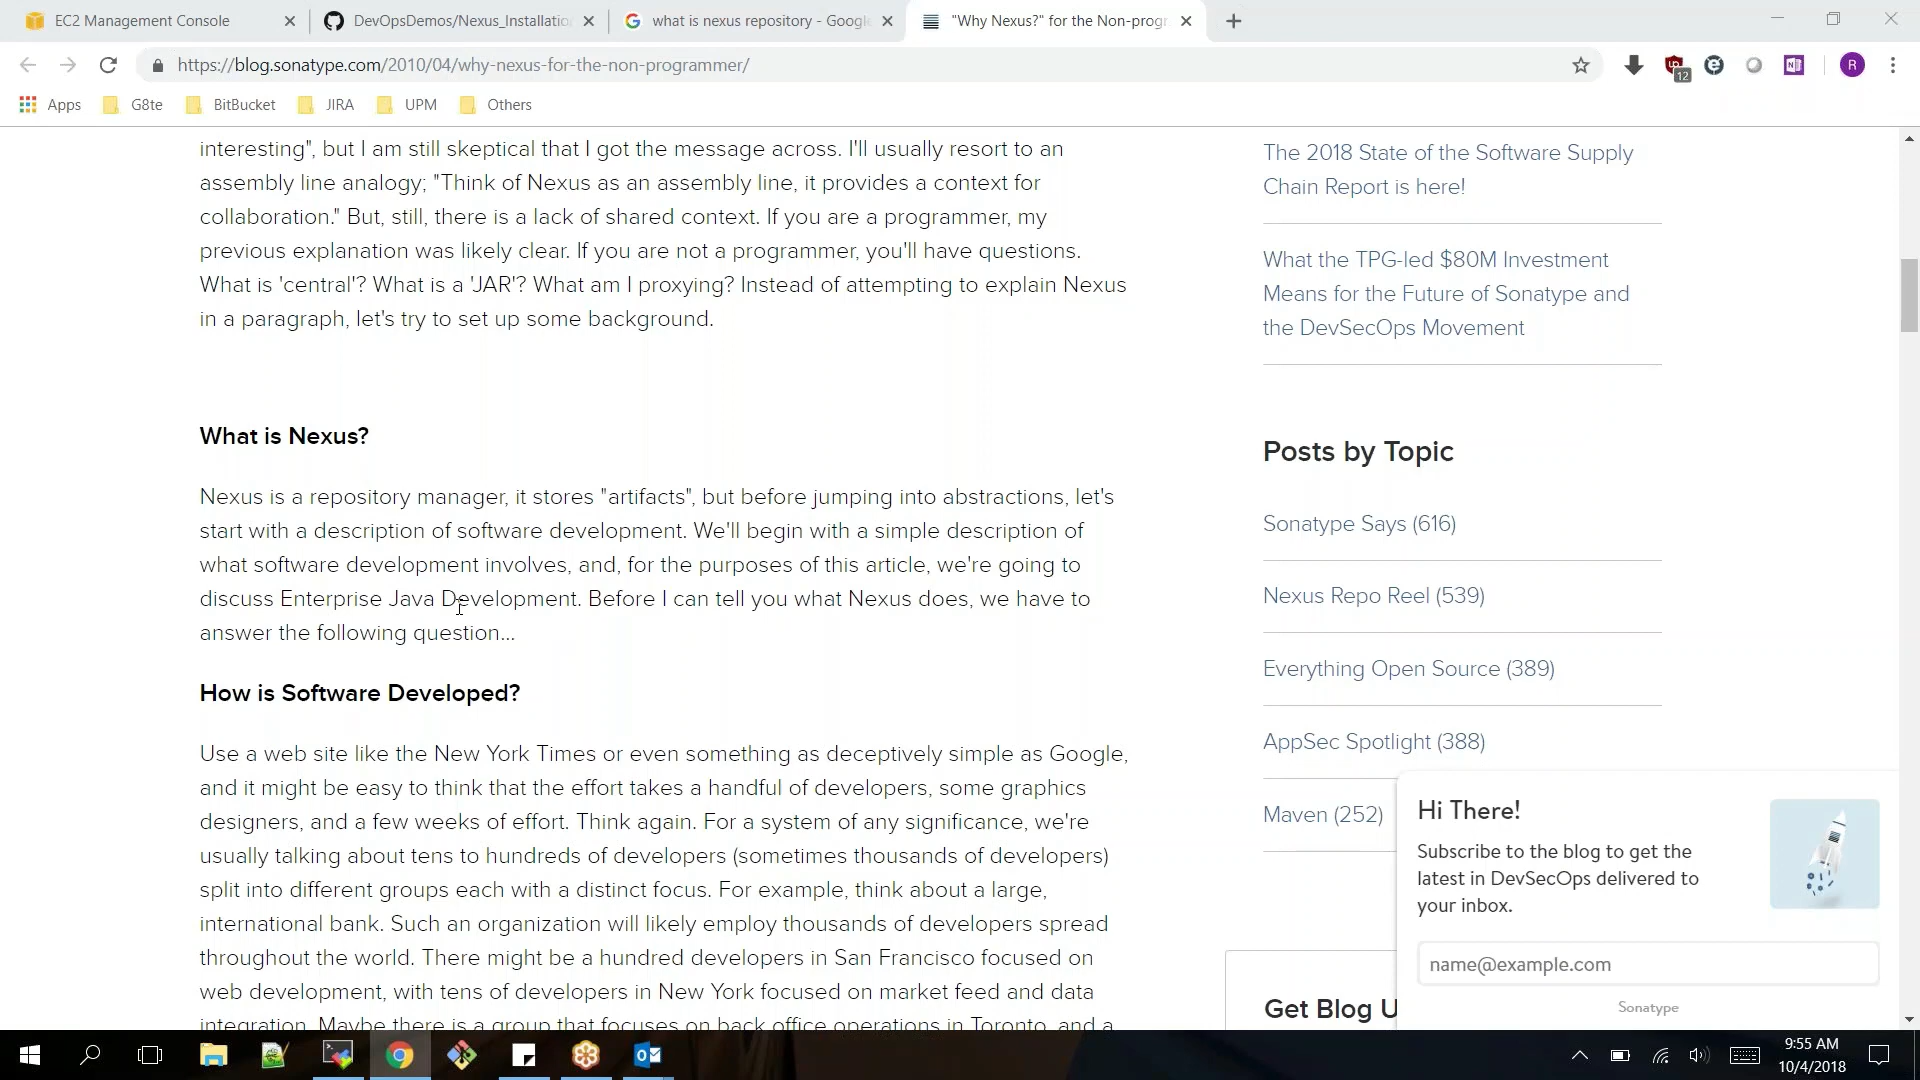 EC2 Management Console
DevOpsDemos/Nexus_Installatio
what is nexus repository - Google
"Why Nexus?" for the Non-progr
https://blog.sonatype.com/2010/04/why-nexus-for-the-non-programmer/
12
R
Apps
G8te
BitBucket
JIRA
UPM
Others
interesting", but I am still skeptical that I got the message across. I'll usually resort to an
assembly line analogy; "Think of Nexus as an assembly line, it provides a context for
collaboration." But, still, there is a lack of shared context. If you are a programmer, my
previous explanation was likely clear. If you are not a programmer, you'll have questions.
What is 'central'? What is a 'JAR'? What am I proxying? Instead of attempting to explain Nexus
in a paragraph, let's try to set up some background.
What is Nexus?
Nexus is a repository manager, it stores "artifacts", but before jumping into abstractions, let's
start with a description of software development. We'll begin with a simple description of
what software development involves, and, for the purposes of this article, we're going to
discuss Enterprise Java Development. Before I can tell you what Nexus does, we have to
answer the following question...
How is Software Developed?
Use a web site like the New York Times or even something as deceptively simple as Google,
and it might be easy to think that the effort takes a handful of developers, some graphics
designers, and a few weeks of effort. Think again. For a system of any significance, we're
usually talking about tens to hundreds of developers (sometimes thousands of developers)
split into different groups each with a distinct focus. For example, think about a large,
international bank. Such an organization will likely employ thousands of developers spread
throughout the world. There might be a hundred developers in San Francisco focused on
web development, with tens of developers in New York focused on market feed and data
integration. Maybe there is a group that focuses on back office operations in Toronto, and a
The 2018 State of the Software Supply
Chain Report is here!
What the TPG-led $80M Investment
Means for the Future of Sonatype and
the DevSecOps Movement
Posts by Topic
Sonatype Says (616)
Nexus Repo Reel (539)
Everything Open Source (389)
AppSec Spotlight (388)
Maven (252)
Get Blog U
Hi There!
Subscribe to the blog to get the
latest in DevSecOps delivered to
your inbox.
name@example.com
Sonatype
9:55 AM
10/4/2018